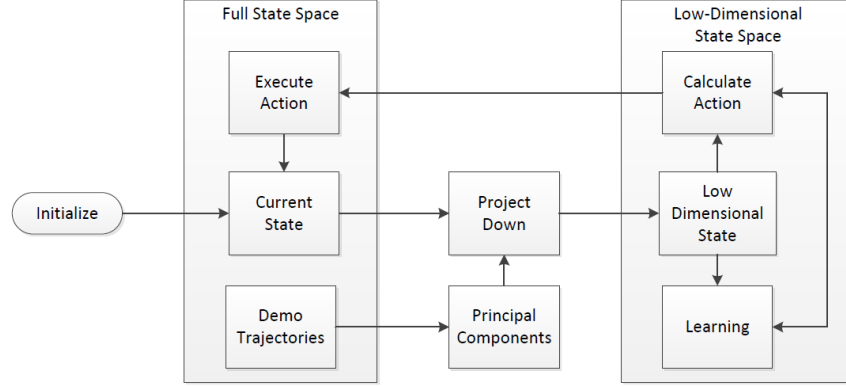 Full State Space
Low-Dimensional
State Space
Execute
Action
Calculate
Action
Initialize
Current
State
Project
Down
Low
Dimensional
State
Demo
Trajectories
Principal
Components
Learning